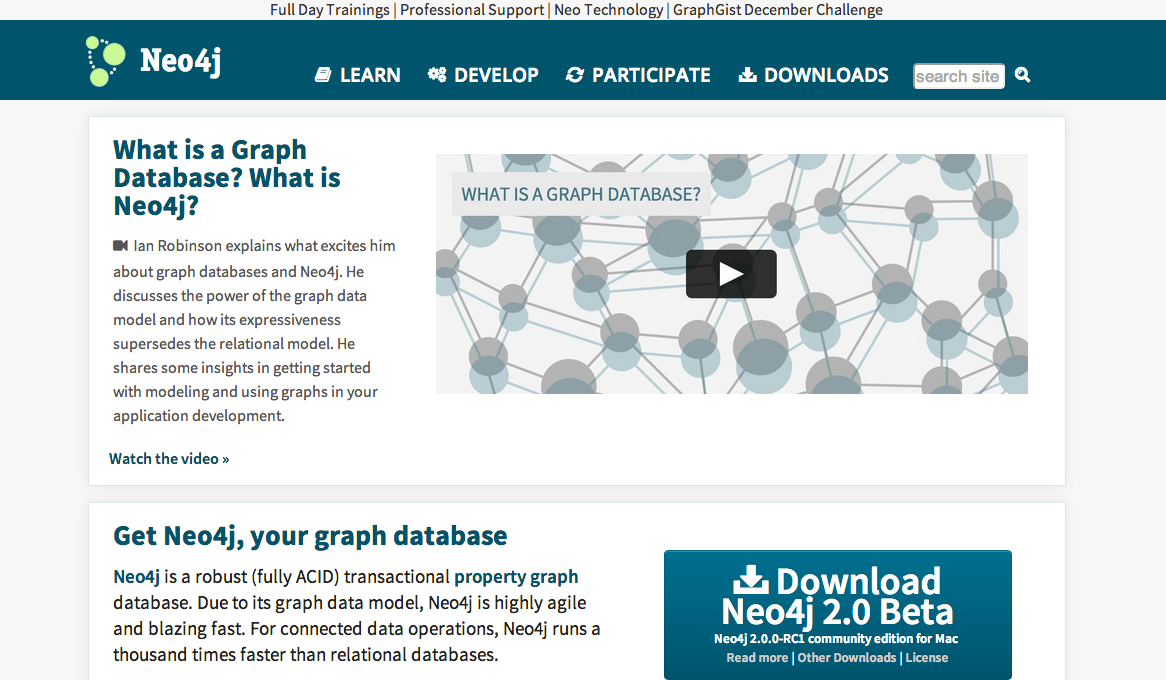 Full Day Trainings | Professional Support | Neo Technology | GraphGist December Challenge
Neo4j
LEARN DEVELOP PARTICIPATE DOWNLOADS search site
What is a Graph
Database? What is
Neo4j?
Ian Robinson explains what excites him
about graph databases and Neo4j. He
discusses the power of the graph data
model and how its expressiveness
supersedes the relational model. He
shares some insights in getting started
with modeling and using graphs in your
application development.
Watch the video »
WHAT IS A GRAPH DATABASE?
Get Neo4j, your graph database
Neo4j is a robust (fully ACID) transactional property graph
database. Due to its graph data model, Neo4j is highly agile
and blazing fast. For connected data operations, Neo4j runs a
thousand times faster than relational databases.
Download
Neo4j 2.0 Beta
Neo4j 2.0.0-RC1 community edition for Mac
Read more | Other Downloads | License